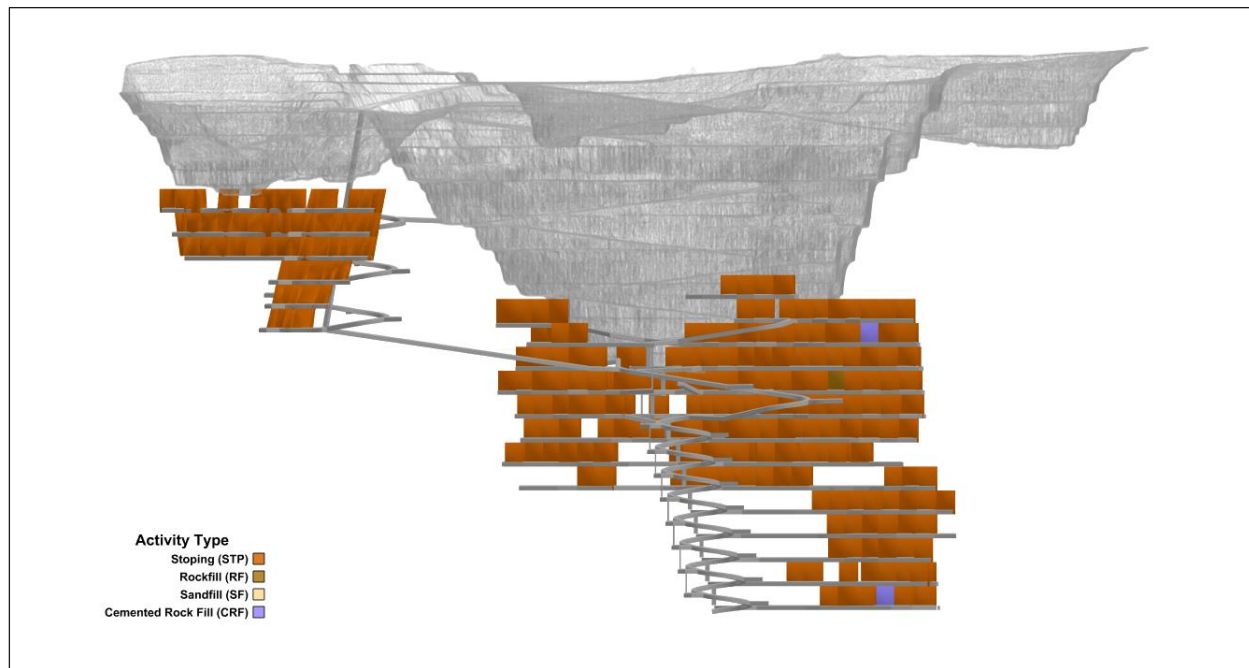 Activity Type
Stoping (STP)
Rockfill (RF)
Sandfill (SF)
Cemented Rock Fill (CRF)